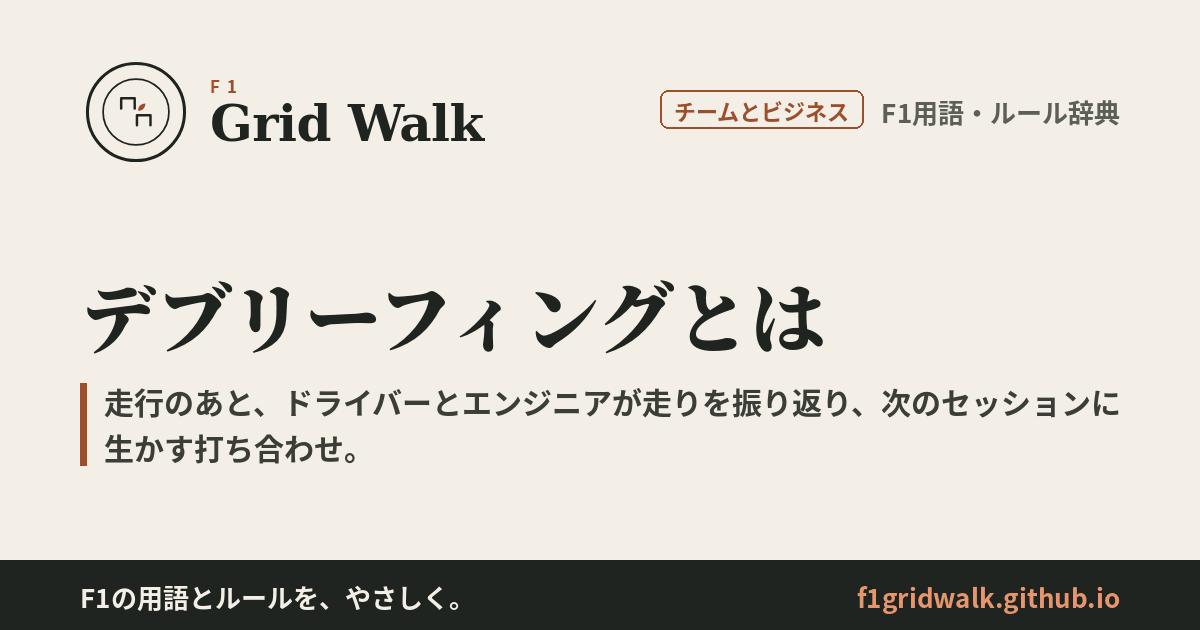 F1
Grid Walk
チームとビジネス
F1用語・ルール辞典
デブリーフィングとは
走行のあと、ドライバーとエンジニアが走りを振り返り、次のセッションに
生かす打ち合わせ。
F1の用語とルールを、やさしく。
f1gridwalk.github.io